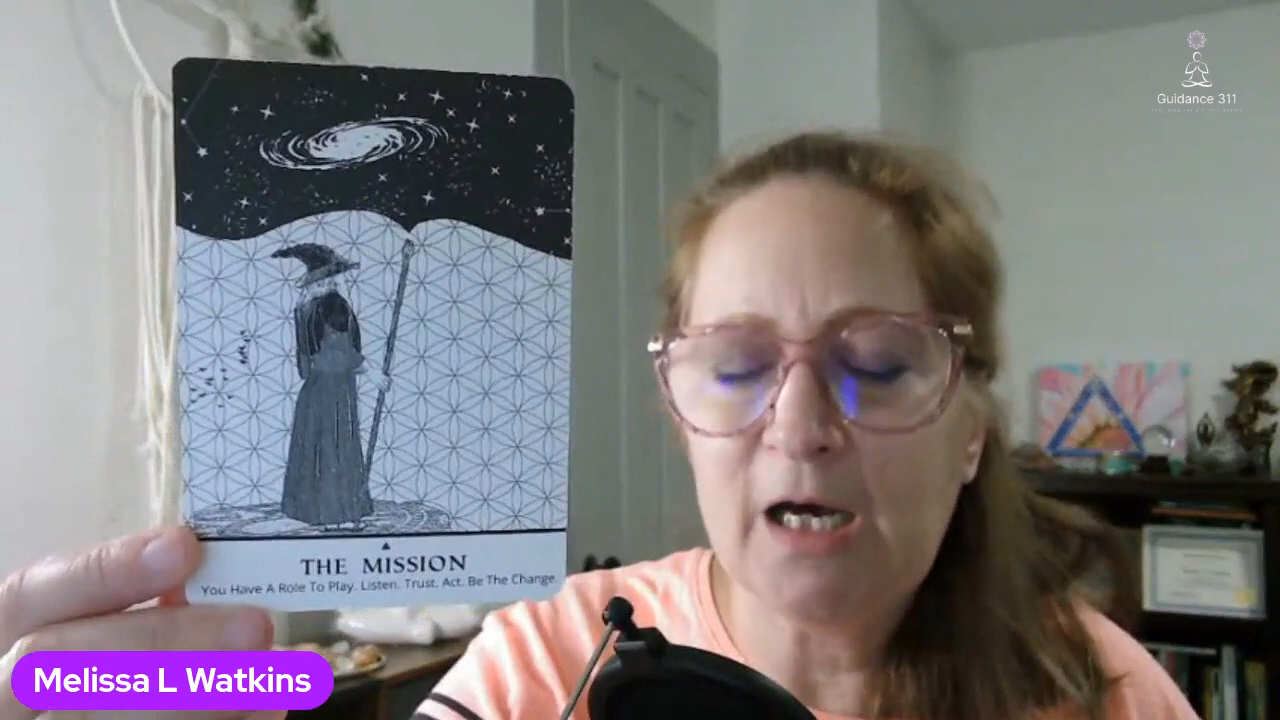 Guidance 311
THE MISSION
You Have A Role To Play. Listen. Trust. Act. Be The Change.
Melissa L Watkins